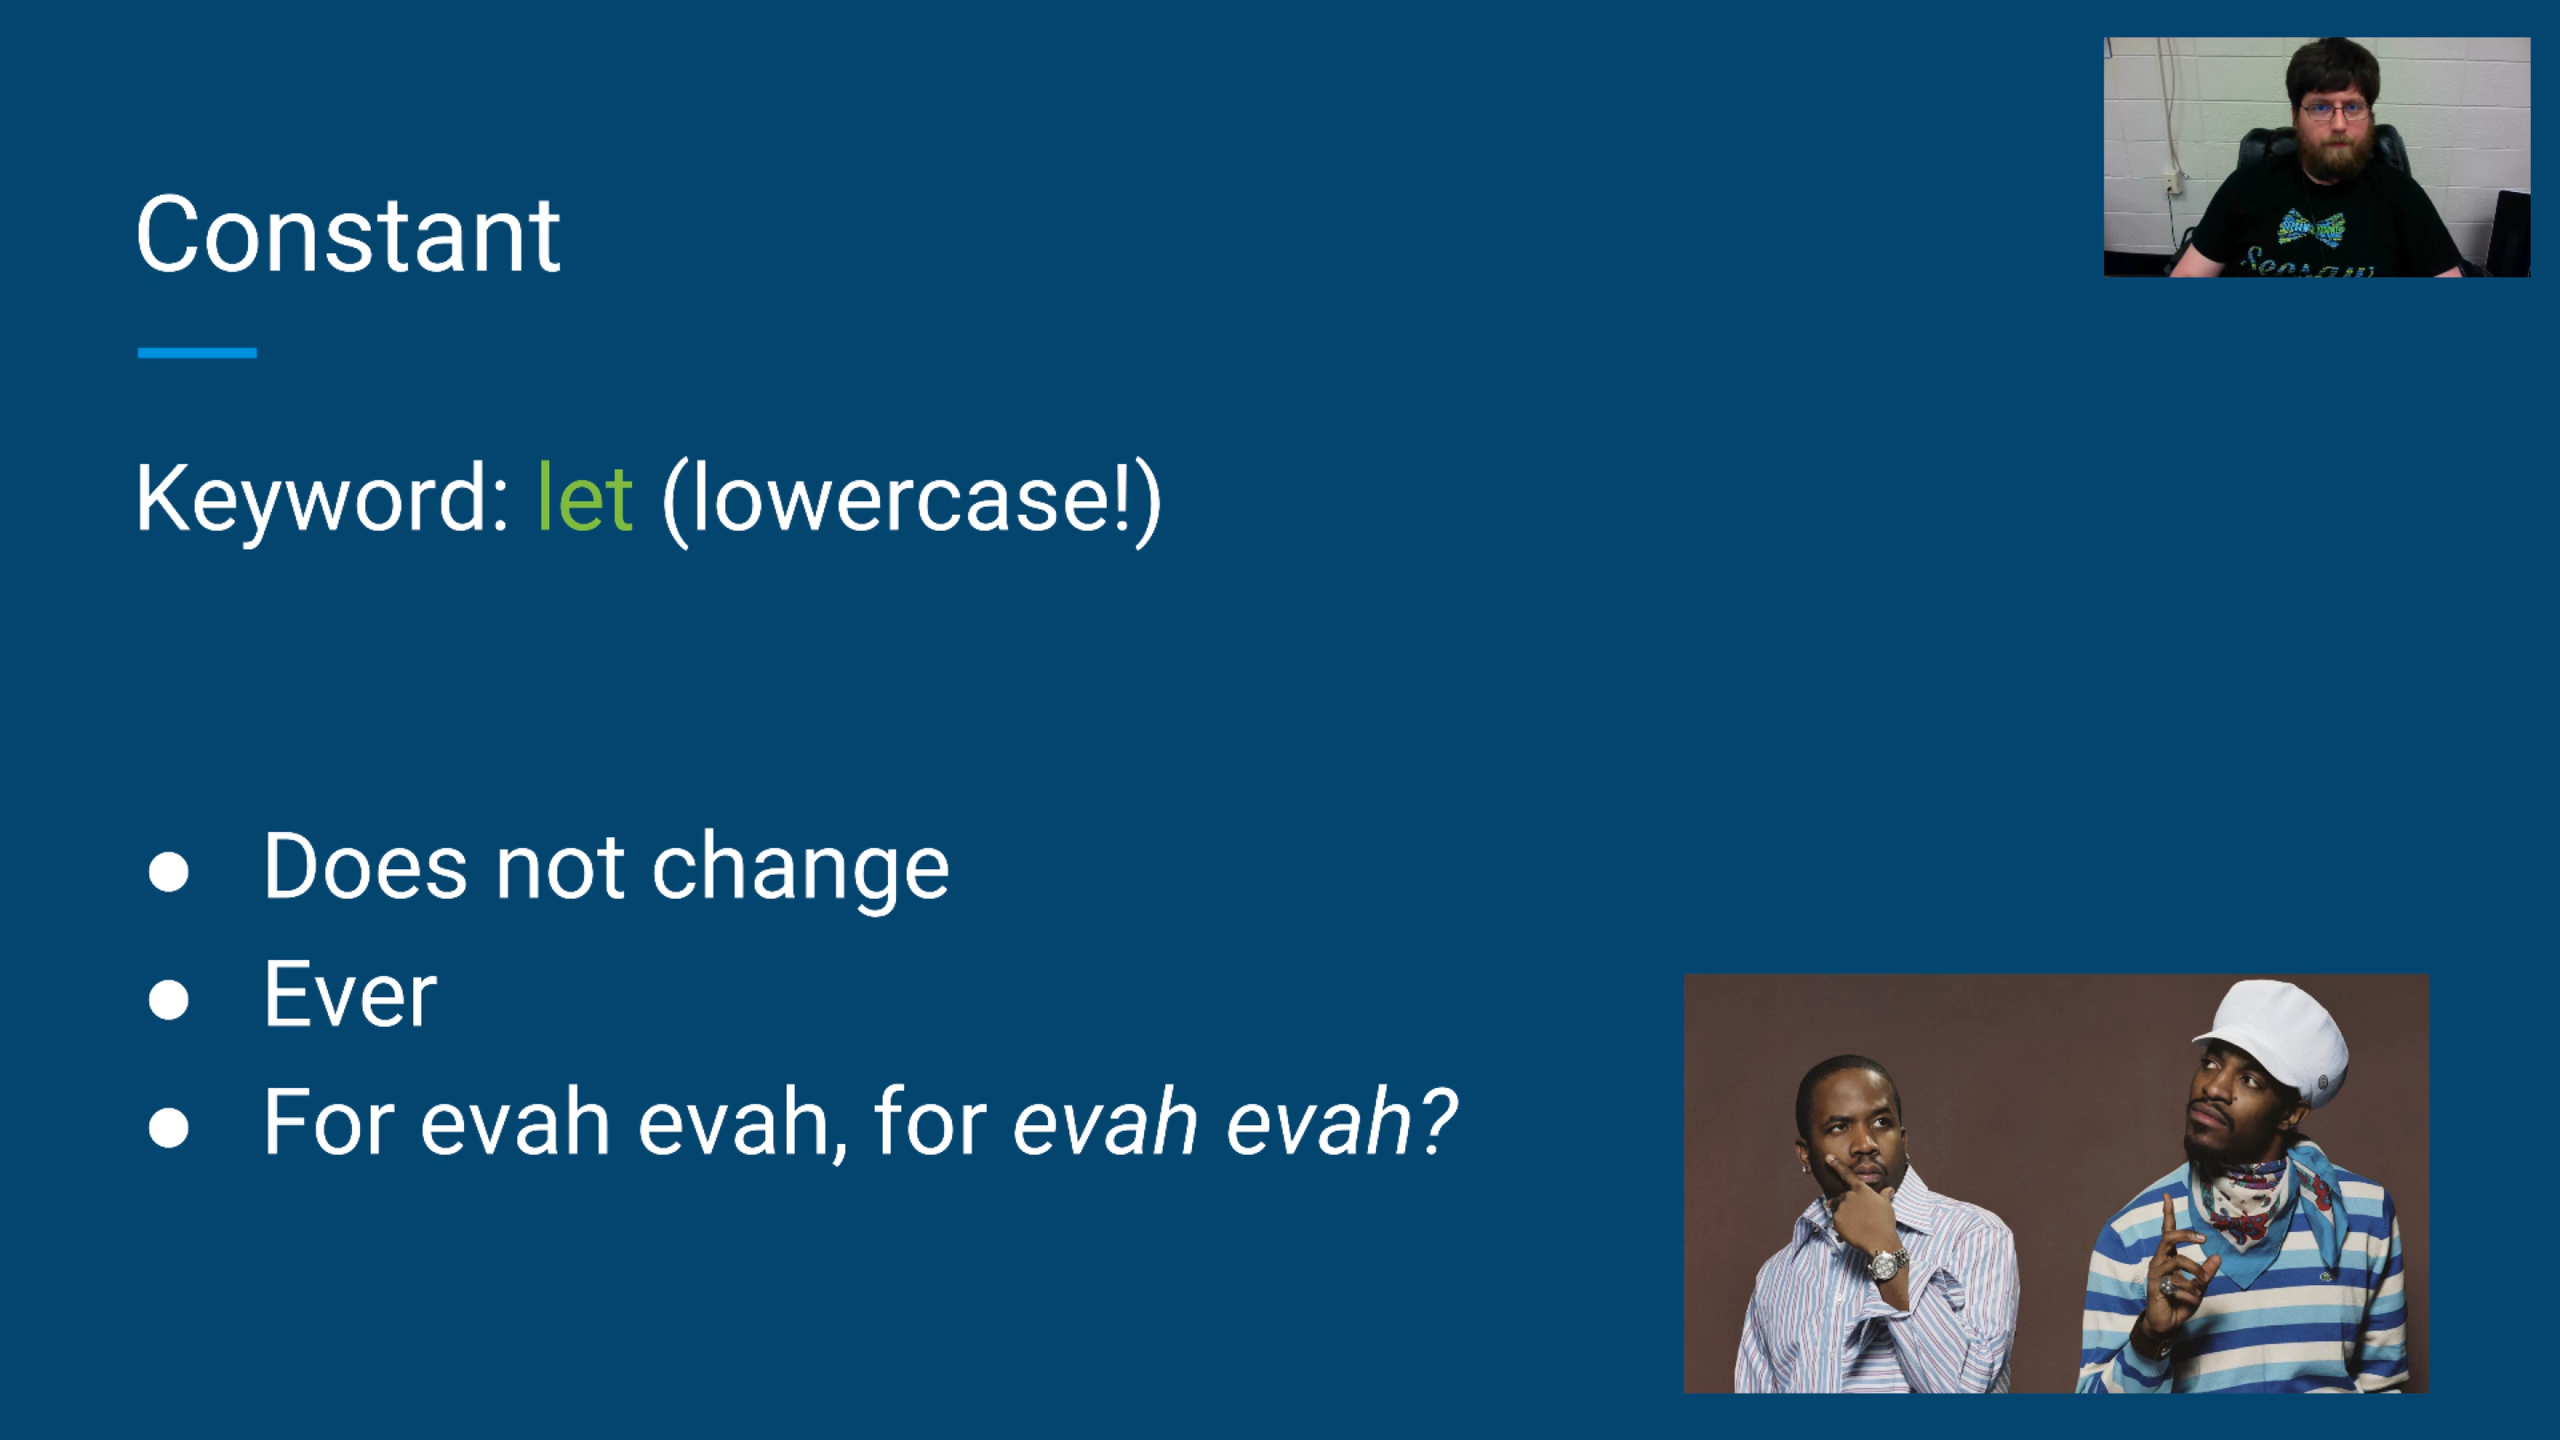 Constant
Keyword: let (lowercase!)
● Does not change
● Ever
● For evah evah, for evah evah?